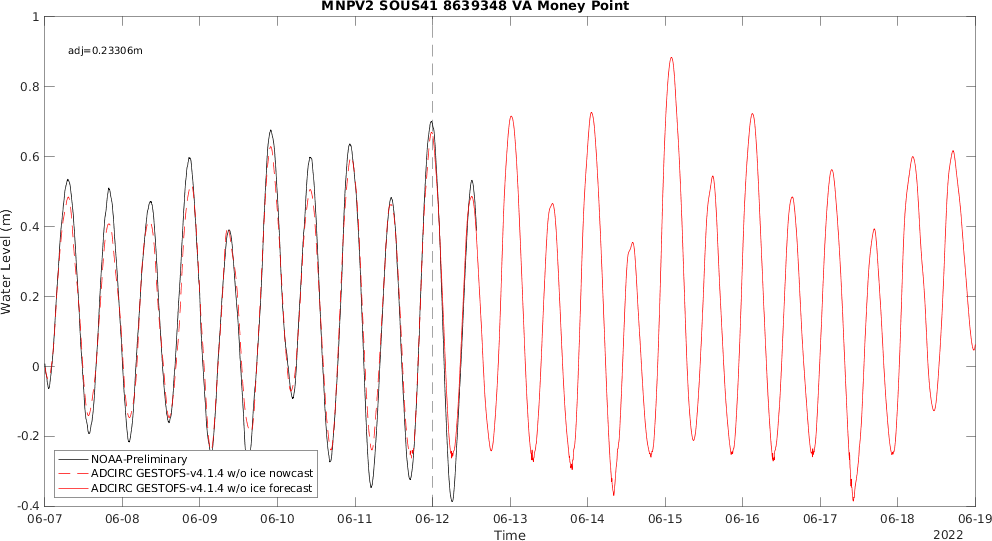 MNPV2 SOUS41 8639348 VA Money Point
adj=0.23306m
Water Level (m)
1
0.8
0.6
0.4
0.2
0
-0.2
-0.4
NOAA-Preliminary
ADCIRC GESTOFS-v4.1.4 w/o ice nowcast
ADCIRC GESTOFS-v4.1.4 w/o ice forecast
06-07 06-08 06-09 06-10 06-11 06-12 06-13 06-14 06-15 06-16 06-17 06-18 06-19
Time
2022